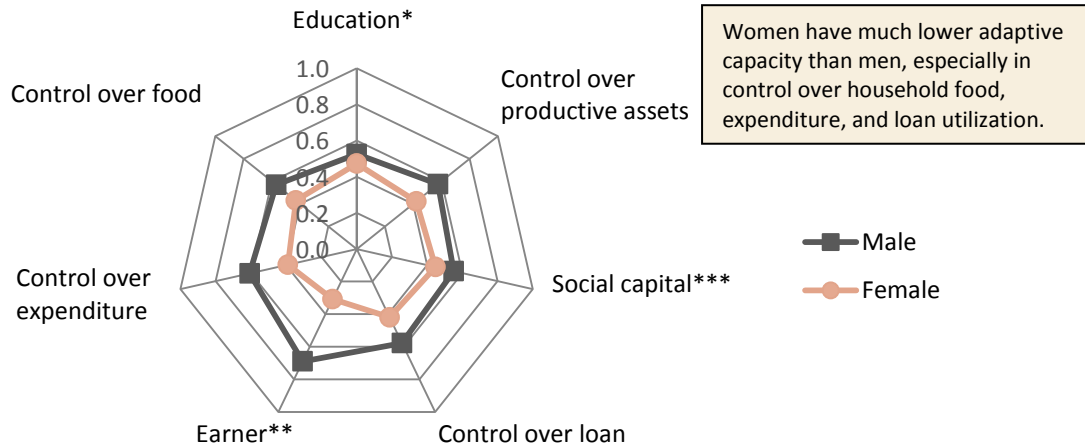 Education*
Women have much lower adaptive
capacity than men, especially in
control over household food,
expenditure, and loan utilization.
Control over food
Control over
productive assets
1.0
0.8
0.6
0.4
0.2
0.0
Control over
expenditure
Social capital***
Male
Female
Earner**
Control over loan